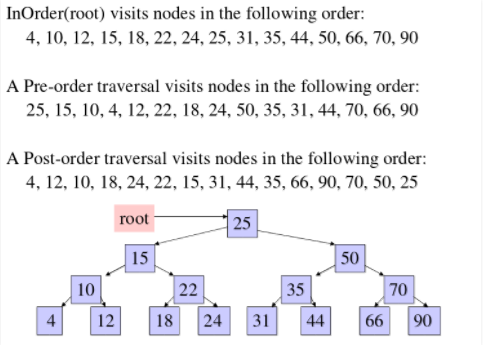 InOrder(root) visits nodes in the following order:
4, 10, 12, 15, 18, 22, 24, 25, 31, 35, 44, 50, 66, 70, 90
A Pre-order traversal visits nodes in the following order:
25, 15, 10, 4, 12, 22, 18, 24, 50, 35, 31, 44, 70, 66, 90
A Post-order traversal visits nodes in the following order:
4, 12, 10, 18, 24, 22, 15, 31, 44, 35, 66, 90, 70, 50, 25
root 25
15 50
10 22 35 70
4 12 18 24 31 44 66 90